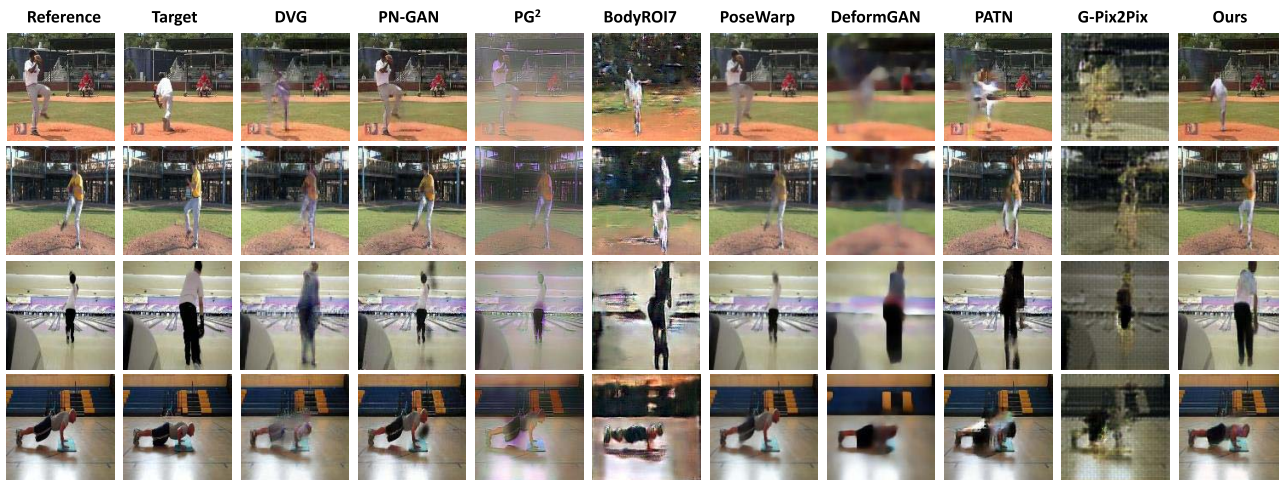 Reference Target DVG PN-GAN PG² BodyROI7 PoseWarp DeformGAN PATN G-Pix2Pix Ours